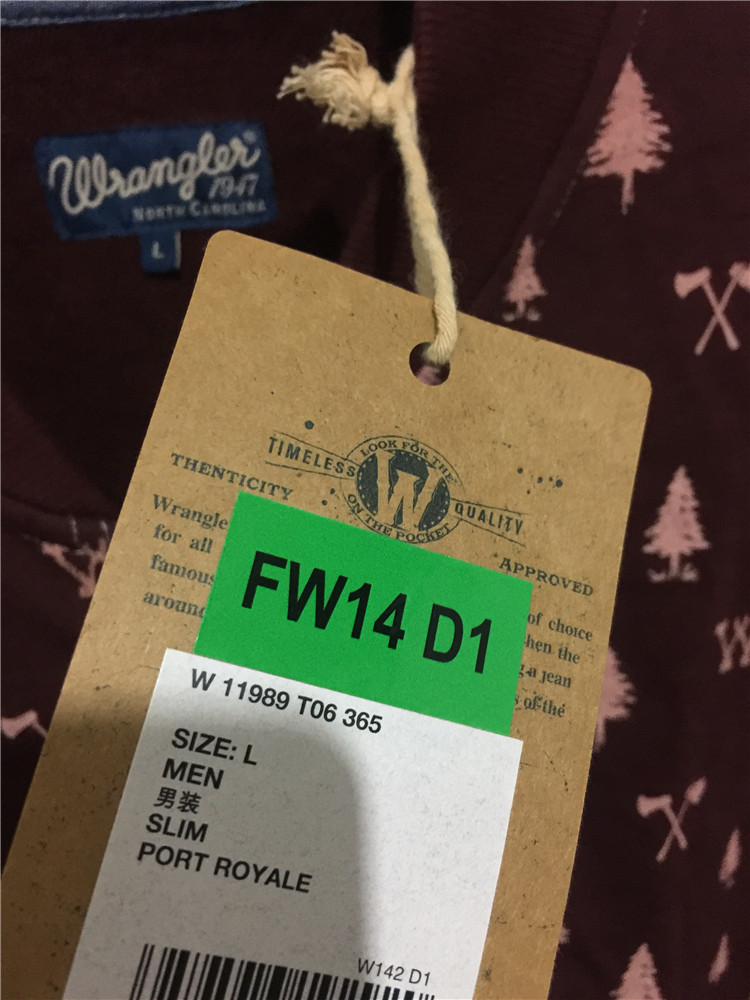 Wrangler
1947
NORTH CAROLINA
L
TIMELESS
LOOK FOR THE
W
ON THE POCKET
QUALITY
THENTICITY
APPROVED
Wrangle
for all
famous
aroun
of choice
hen the
a jean
of the
FW14 D1
W 11989 T06 365
SIZE: L
MEN
男装
SLIM
PORT ROYALE
W142 D1